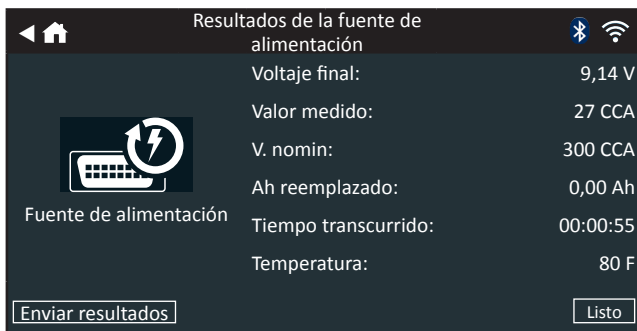 Resultados de la fuente de
alimentación
Voltaje final: 9,14 V
Valor medido: 27 CCA
V. nomin: 300 CCA
Ah reemplazado: 0,00 Ah
Fuente de alimentación
Tiempo transcurrido: 00:00:55
Temperatura: 80 F
Enviar resultados
Listo